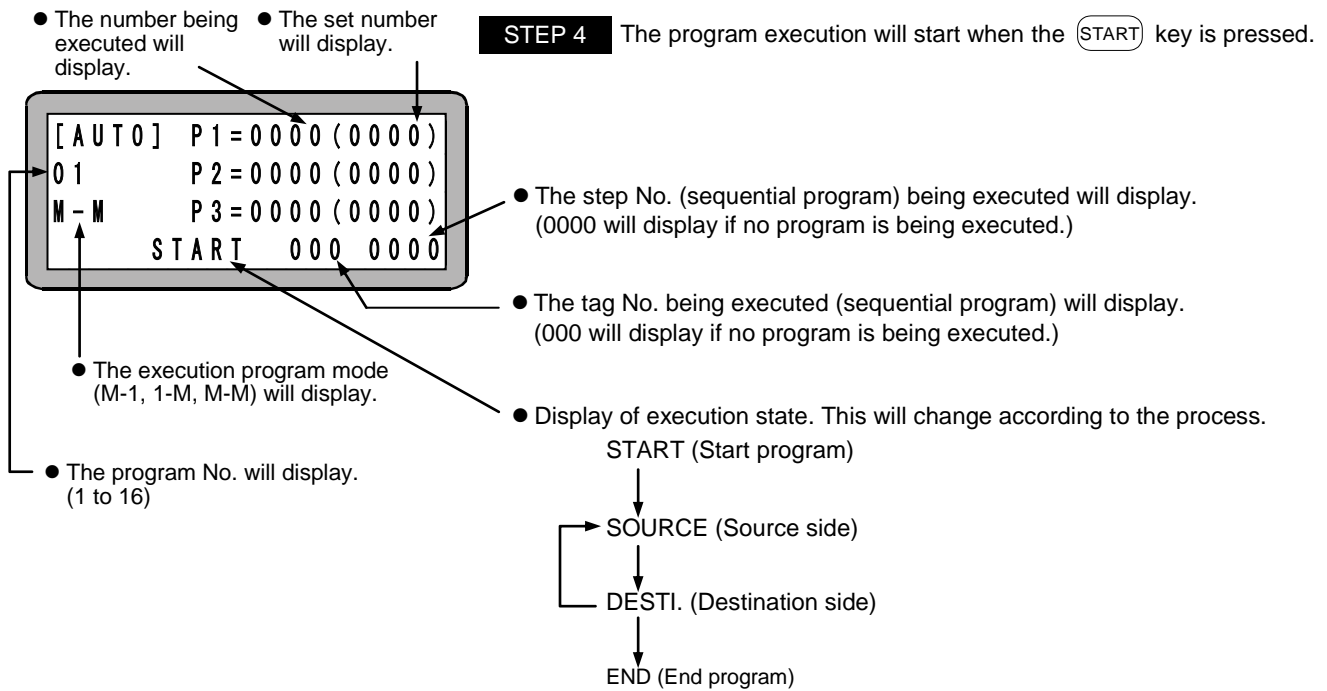 ● The number being
executed will
display.
● The set number
will display.
STEP 4 The program execution will start when the START key is pressed.
[AUTO] P1=0000(0000)
01 P2=0000(0000)
M-M P3=0000(0000)
START 000 0000
● The step No. (sequential program) being executed will display.
(0000 will display if no program is being executed.)
● The tag No. being executed (sequential program) will display.
(000 will display if no program is being executed.)
● The execution program mode
(M-1, 1-M, M-M) will display.
● Display of execution state. This will change according to the process.
● The program No. will display.
(1 to 16)
START (Start program)
SOURCE (Source side)
DESTI. (Destination side)
END (End program)